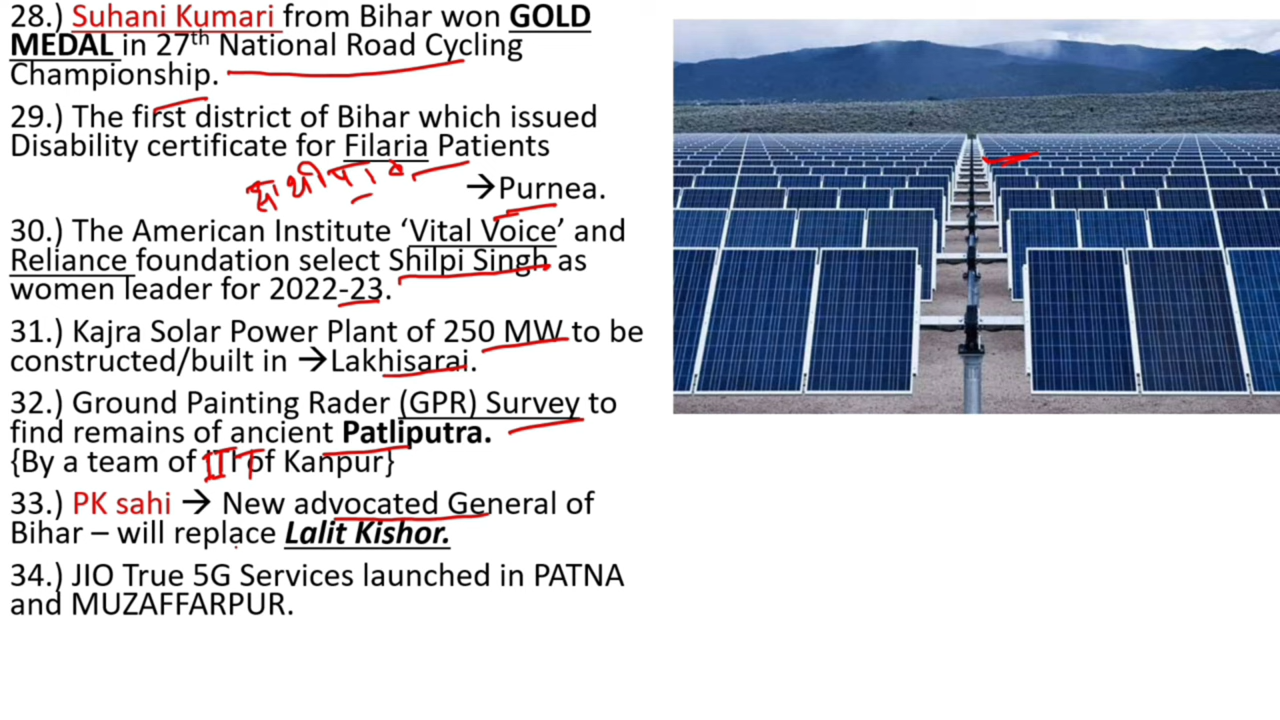 28.) Suhani Kumari from Bihar won GOLD
MEDAL in 27th National Road Cycling
Championship.
29.) The first district of Bihar which issued
Disability certificate for Filaria Patients
→Purnea.
30.) The American Institute ‘Vital Voice’ and
Reliance foundation select Shilpi Singh as
women leader for 2022-23.
31.) Kajra Solar Power Plant of 250 MW to be
constructed/built in →Lakhisarai.
32.) Ground Painting Rader (GPR) Survey to
find remains of ancient Patliputra.
{By a team of IIT of Kanpur}
33.) PK sahi → New advocated General of
Bihar – will replace Lalit Kishor.
34.) JIO True 5G Services launched in PATNA
and MUZAFFARPUR.